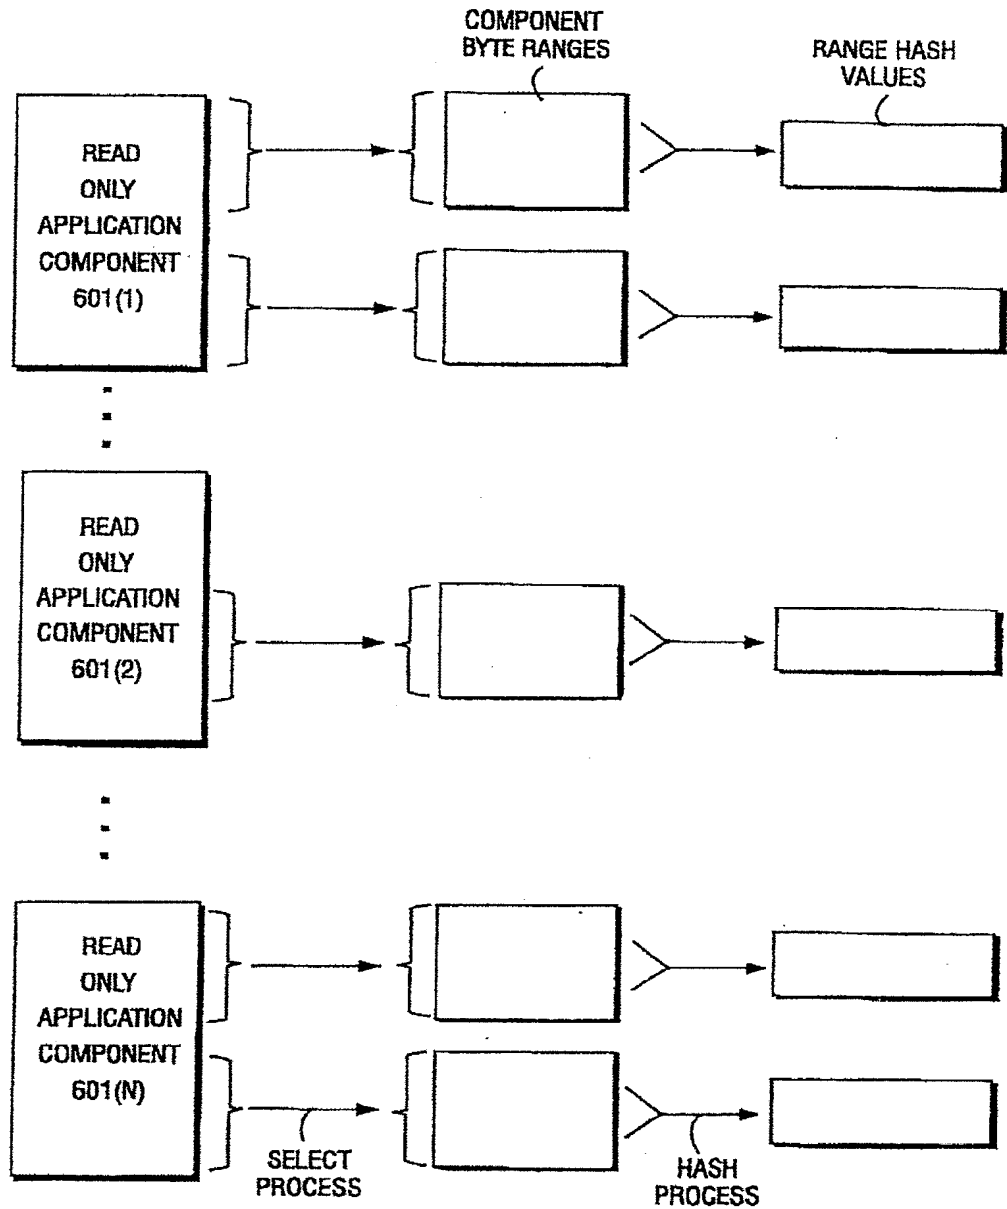 COMPONENT
BYTE RANGES
RANGE HASH
VALUES
READ
ONLY
APPLICATION
COMPONENT
601(1)
READ
ONLY
APPLICATION
COMPONENT
601(2)
READ
ONLY
APPLICATION
COMPONENT
601(N)
SELECT
PROCESS
HASH
PROCESS